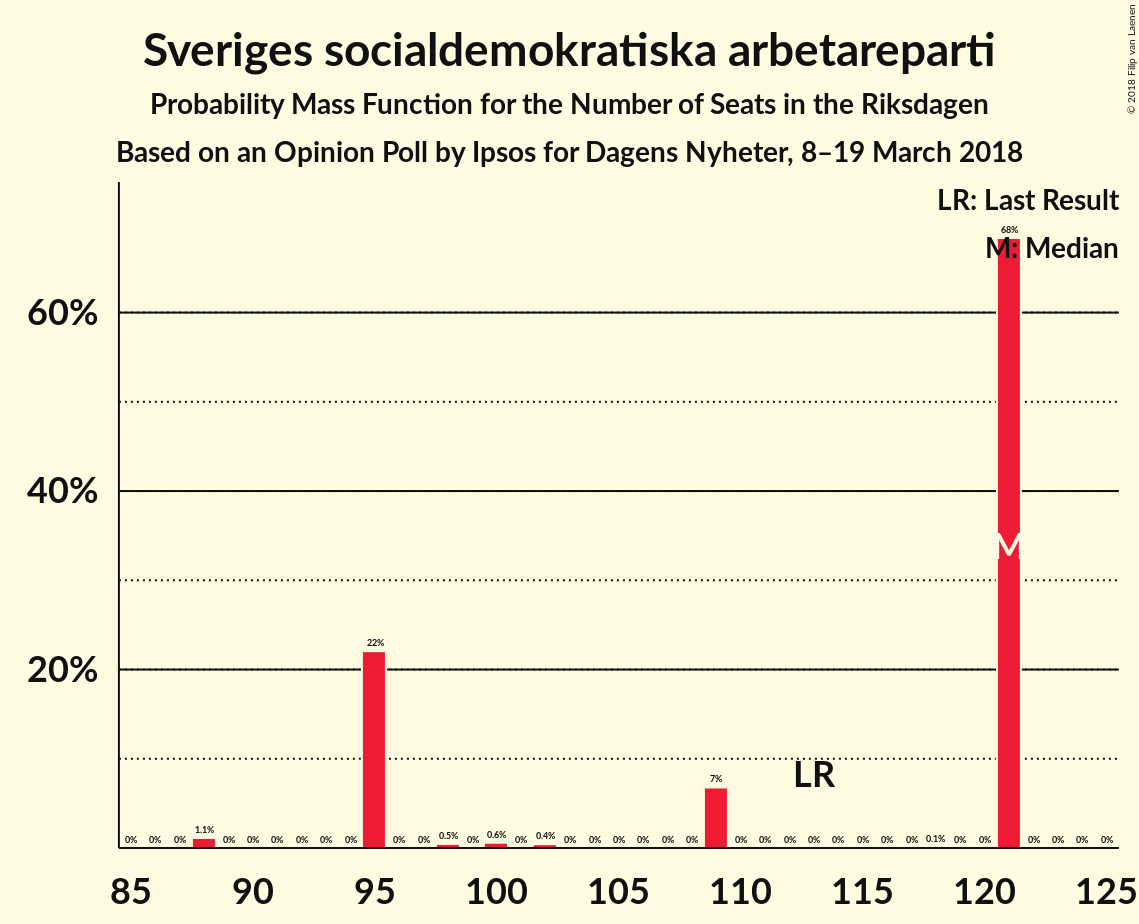 Sveriges socialdemokratiska arbetareparti
Probability Mass Function for the Number of Seats in the Riksdagen
Based on an Opinion Poll by Ipsos for Dagens Nyheter, 8–19 March 2018
© 2018 Filip van Laenen
LR: Last Result
M: Median
60%
40%
20%
0% 0% 0% 1.1% 0% 0% 0% 0% 0% 0% 22% 0% 0% 0.5% 0% 0.6% 0% 0.4% 0% 0% 0% 0% 0% 0% 7% 0% 0% 0% 0% 0% 0% 0% 0% 0.1% 0% 0% 68% 0% 0% 0% 0%
LR
M
85 90 95 100 105 110 115 120 125